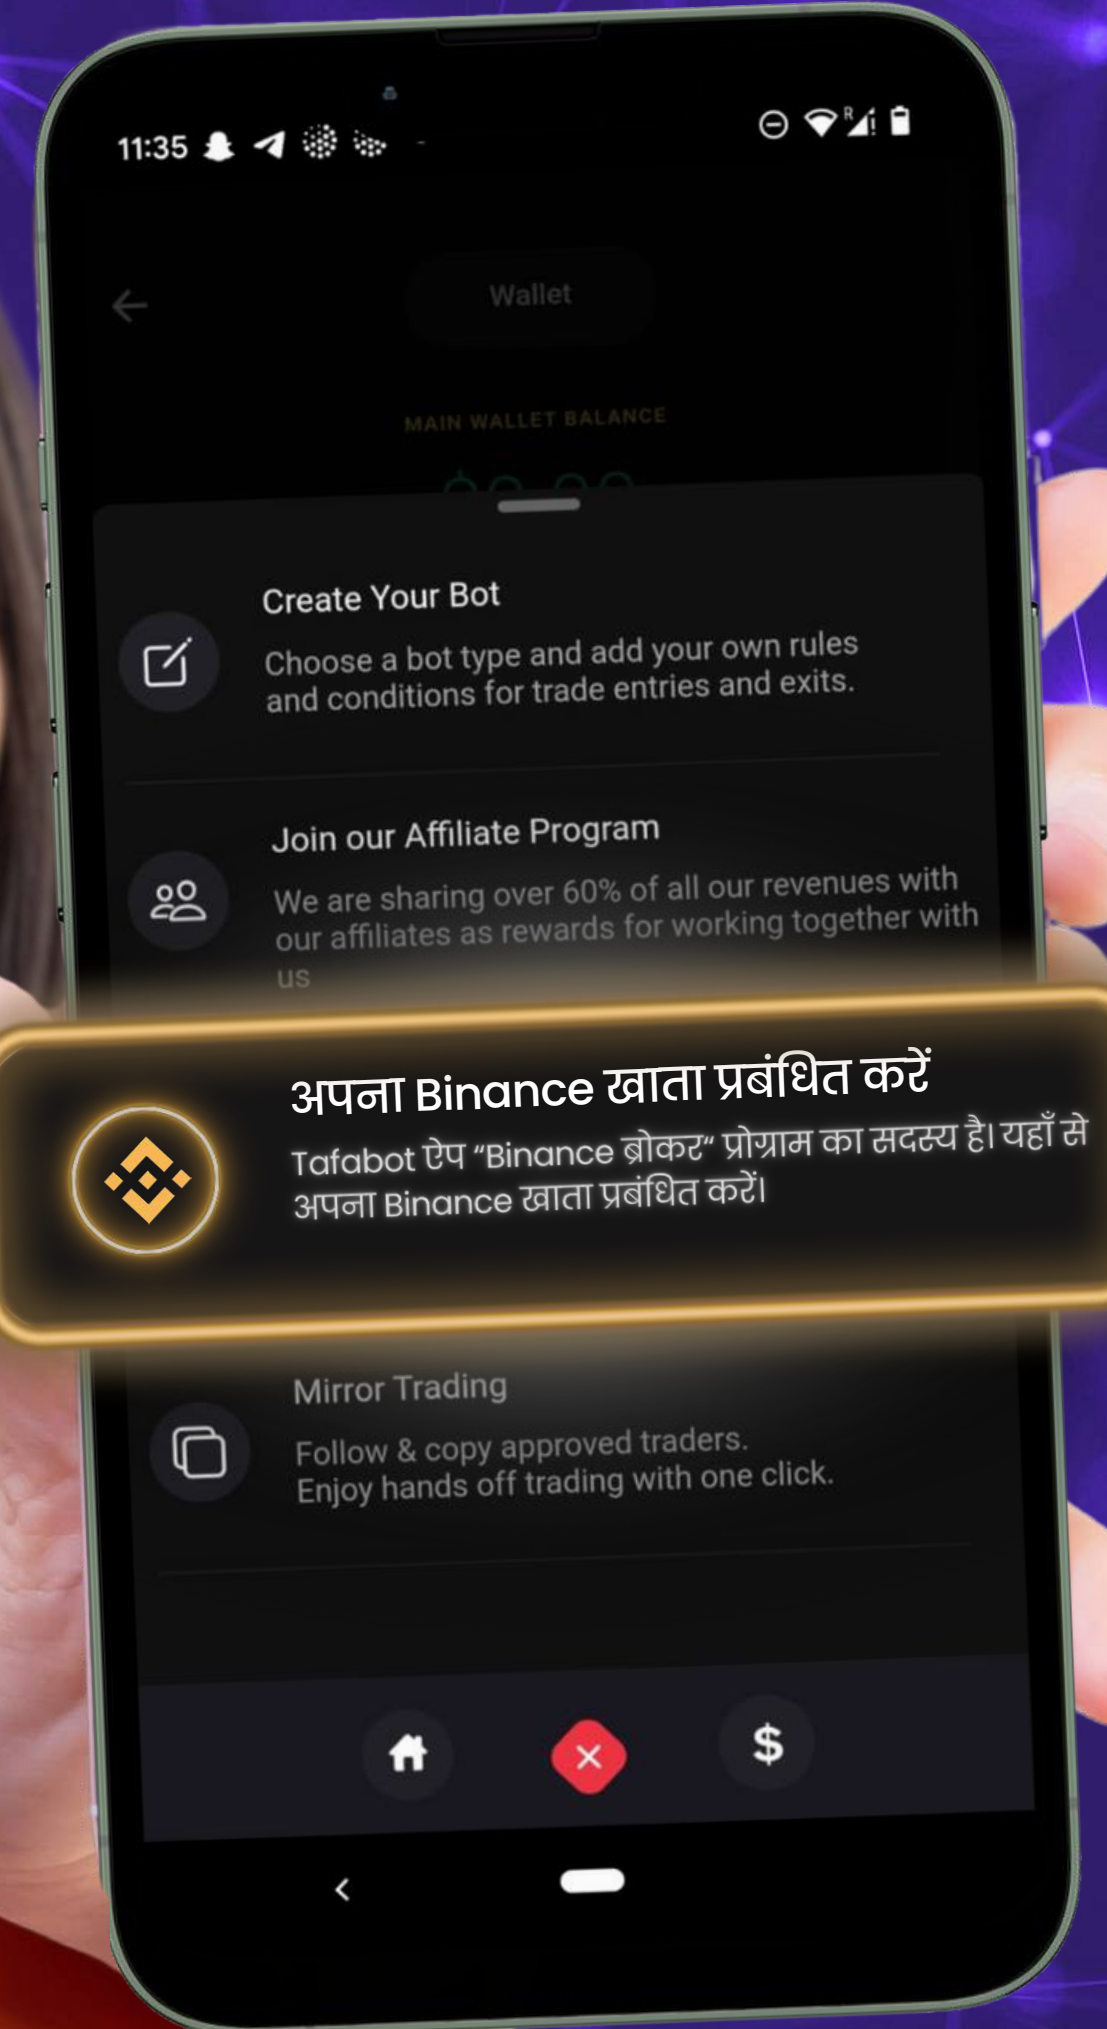 11:35
R
Wallet
MAIN WALLET BALANCE
Create Your Bot
Choose a bot type and add your own rules
and conditions for trade entries and exits.
Join our Affiliate Program
We are sharing over 60% of all our revenues with
our affiliates as rewards for working together with
us
अपना Binance खाता प्रबंधित करें
Tafabot ऐप “Binance ब्रोकर“ प्रोग्राम का सदस्य है। यहाँ से
अपना Binance खाता प्रबंधित करें।
Mirror Trading
Follow & copy approved traders.
Enjoy hands off trading with one click.
$